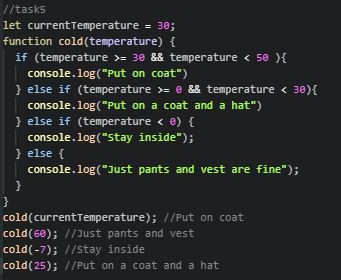 //task5
let currentTemperature = 30;
function cold(temperature) {
  if (temperature >= 30 && temperature < 50 ){
    console.log("Put on coat")
  } else if (temperature >= 0 && temperature < 30){
    console.log("Put on a coat and a hat")
  } else if (temperature < 0) {
    console.log("Stay inside");
  } else {
    console.log("Just pants and vest are fine");
  }
}
cold(currentTemperature); //Put on coat
cold(60); //Just pants and vest
cold(-7); //Stay inside
cold(25); //Put on a coat and a hat